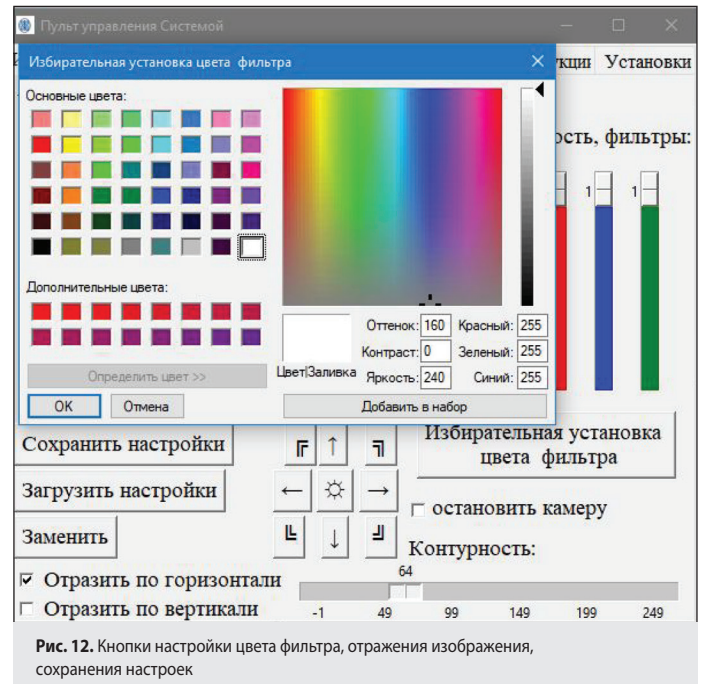 Пульт управления Системой
Избирательная установка цвета фильтра
Установки
Основные цвета:
фильтры:
1
1
Дополнительные цвета:
Определить цвет >>
OK
Отмена
Цвет|Заливка
Оттенок: 160
Красный: 255
Контраст: 0
Зеленый: 255
Яркость: 240
Синий: 255
Добавить в набор
Сохранить настройки
Загрузить настройки
Заменить
Избирательная установка
цвета фильтра
остановить камеру
Контурность:
64
Отразить по горизонтали
Отразить по вертикали
-1 49 99 149 199 249
Рис. 12. Кнопки настройки цвета фильтра, отражения изображения,
сохранения настроек